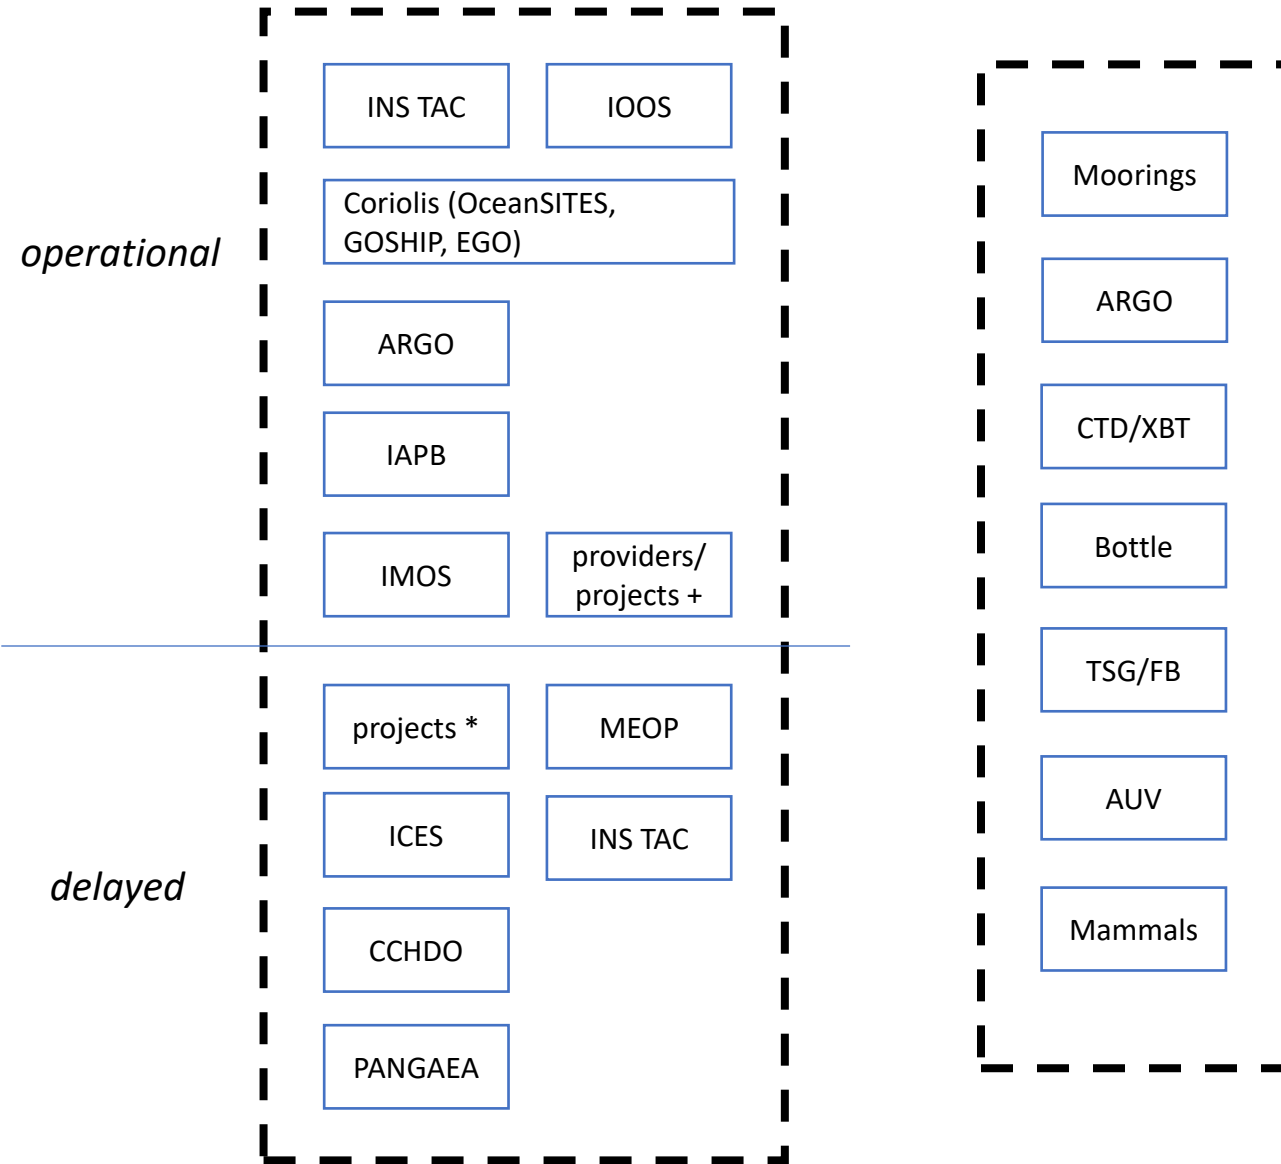 operational
INS TAC
IOOS
Coriolis (OceanSITES,
GOSHIP, EGO)
ARGO
IAPB
IMOS
providers/
projects +
delayed
projects *
MEOP
ICES
INS TAC
CCHDO
PANGAEA
Moorings
ARGO
CTD/XBT
Bottle
TSG/FB
AUV
Mammals